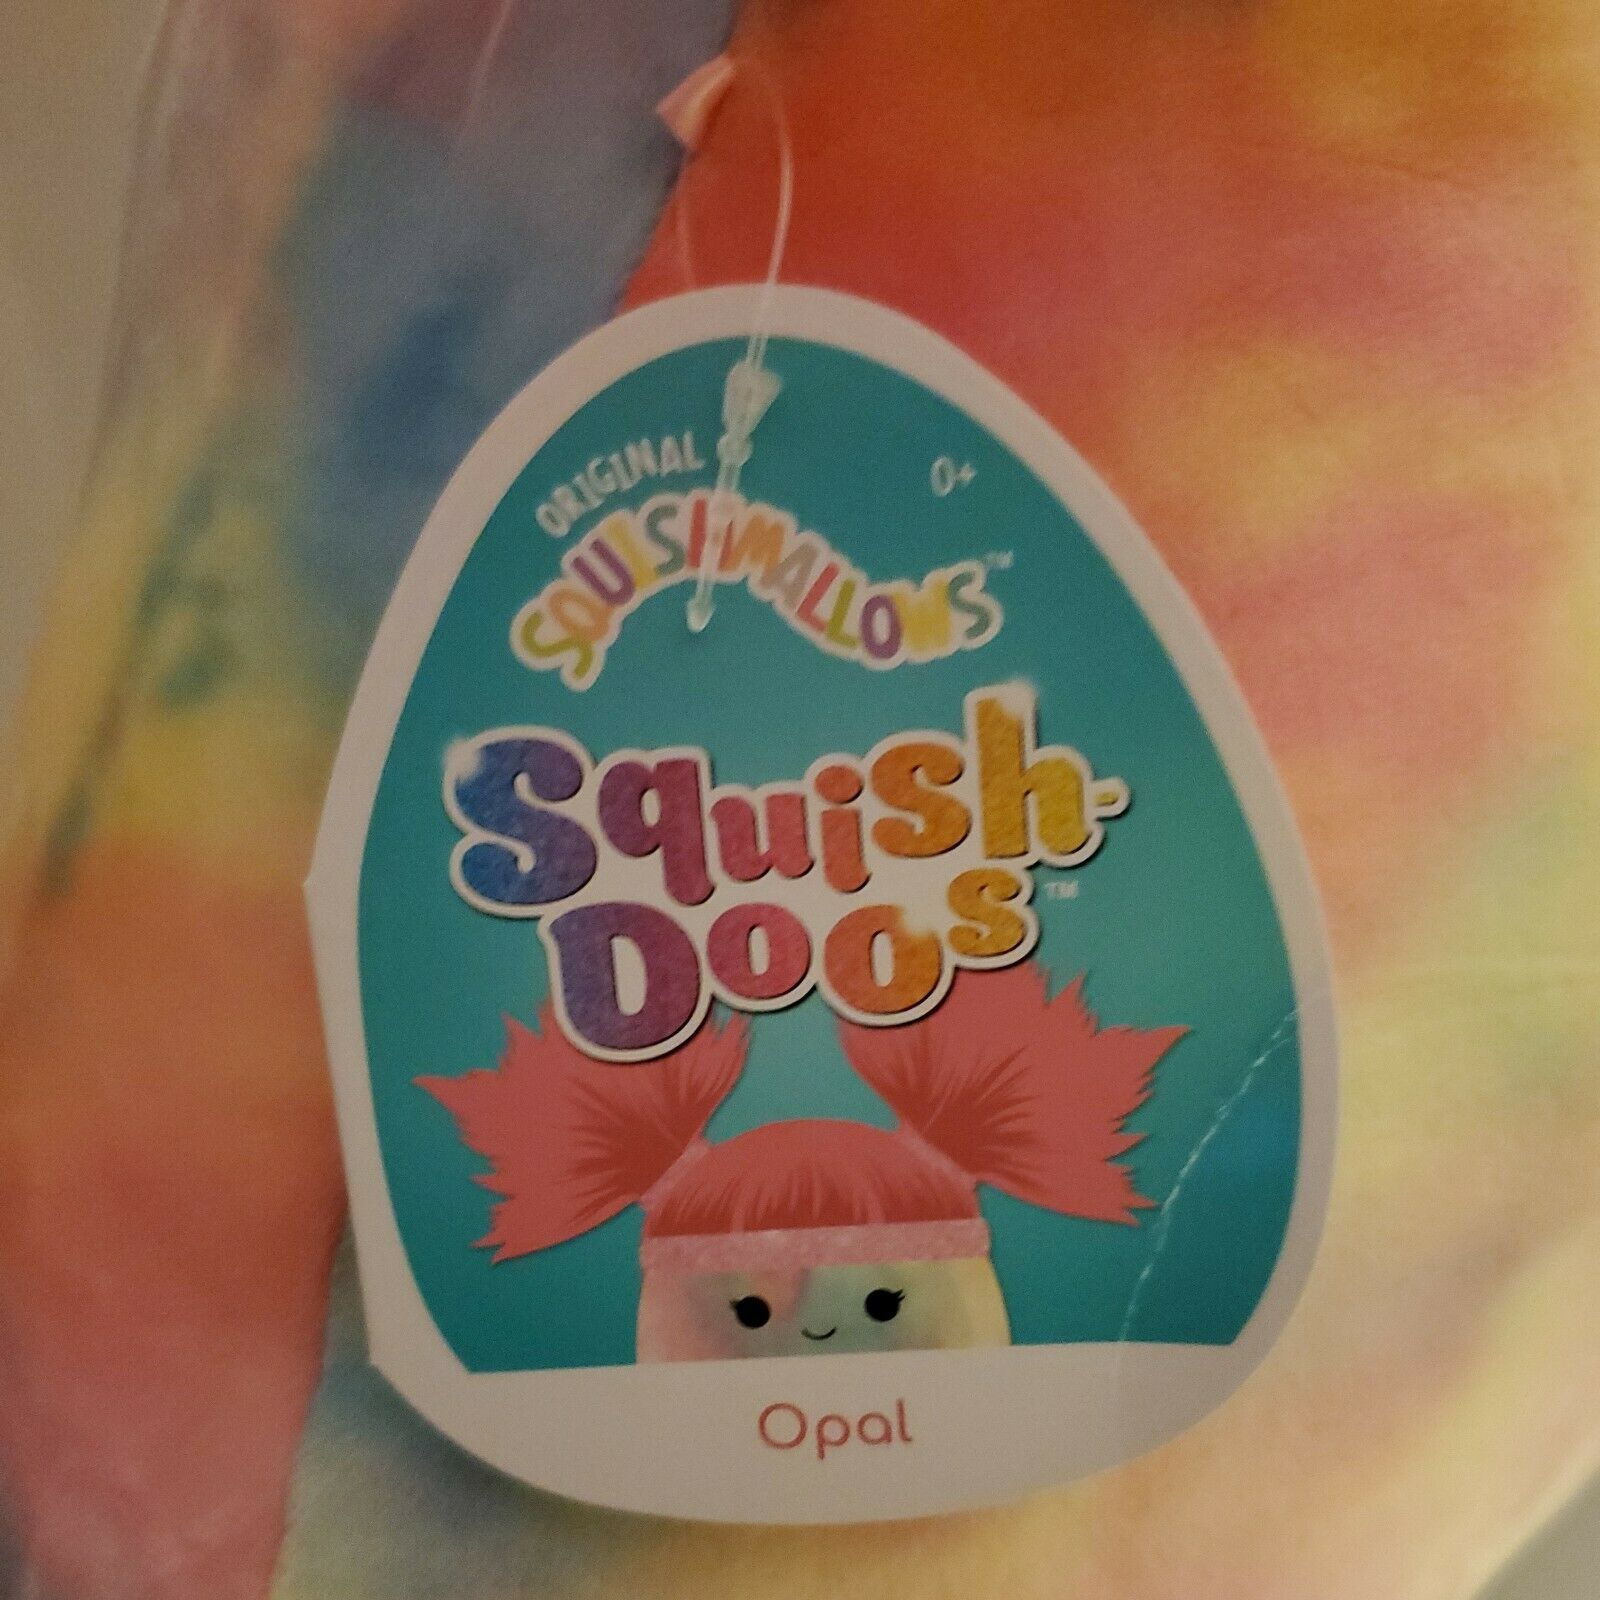 ORIGINAL
0+
SQUISHMALLOWS™
Squish-
Doos™
Opal